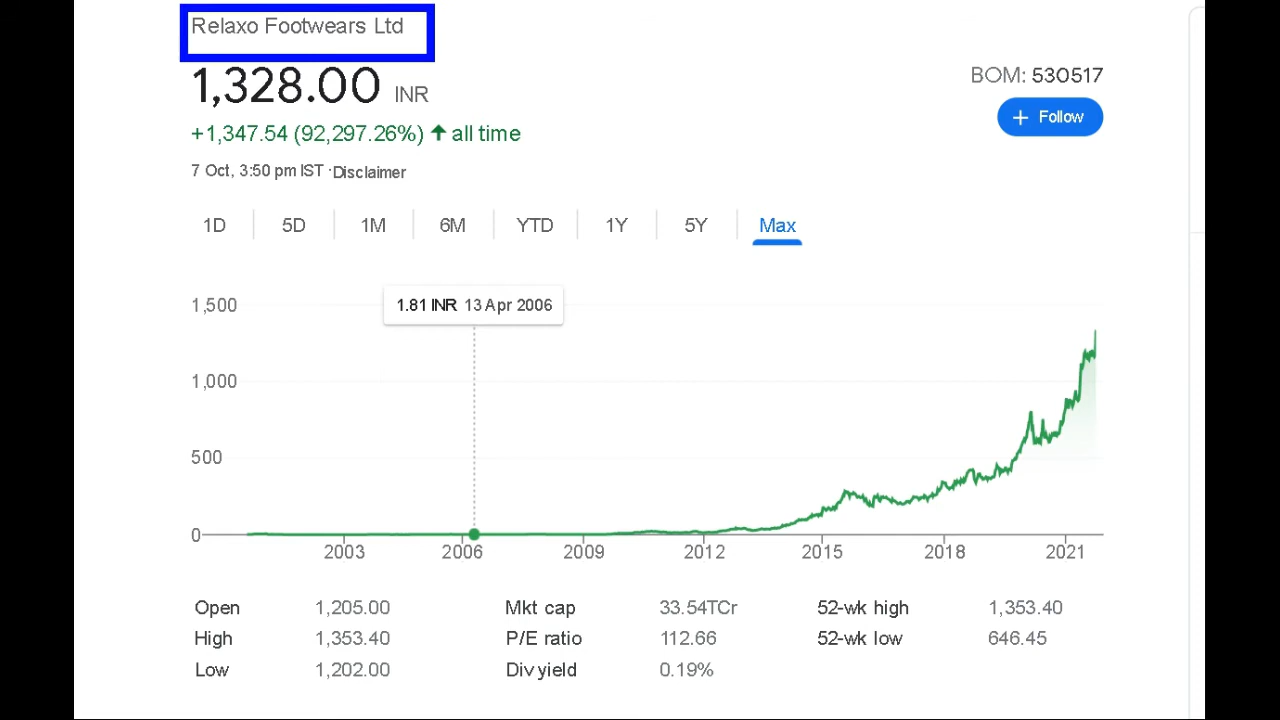 Relaxo Footwears Ltd
1,328.00 INR
BOM: 530517
+ Follow
+1,347.54 (92,297.26%) ↑ all time
7 Oct, 3:50 pm IST · Disclaimer
1D 5D 1M 6M YTD 1Y 5Y Max
1.81 INR 13 Apr 2006
1,500
1,000
500
0
2003 2006 2009 2012 2015 2018 2021
Open 1,205.00 Mkt cap 33.54TCr 52-wk high 1,353.40
High 1,353.40 P/E ratio 112.66 52-wk low 646.45
Low 1,202.00 Div yield 0.19%